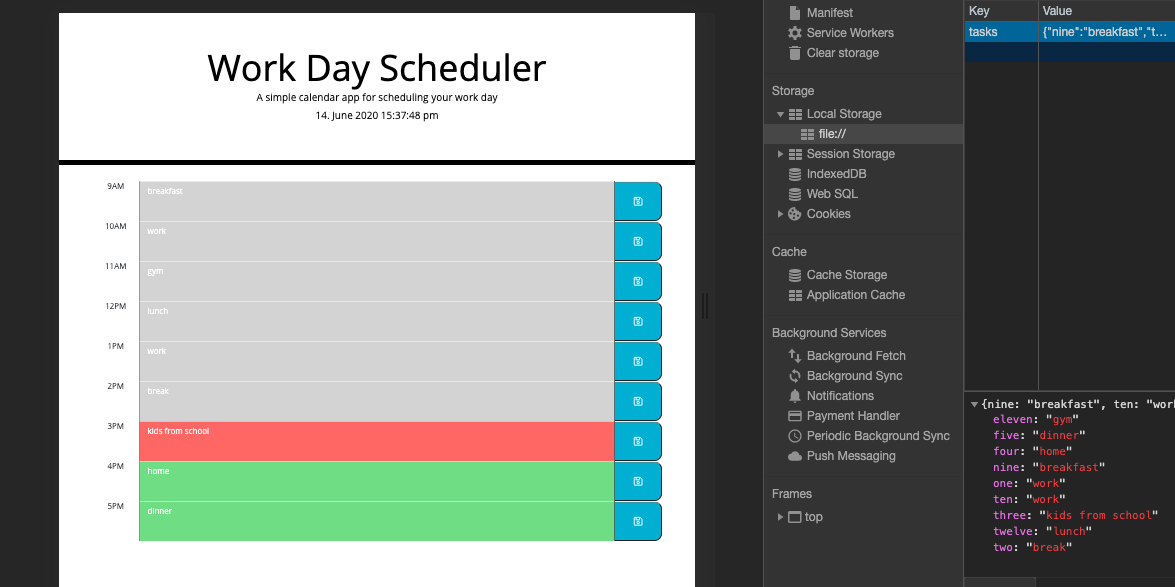 Work Day Scheduler
A simple calendar app for scheduling your work day
14. June 2020 15:37:48 pm
9AM breakfast
10AM work
11AM gym
12PM lunch
1PM work
2PM break
3PM kids from school
4PM home
5PM dinner
Manifest
Service Workers
Clear storage
Storage
Local Storage
file://
Session Storage
IndexedDB
Web SQL
Cookies
Cache
Cache Storage
Application Cache
Background Services
Background Fetch
Background Sync
Notifications
Payment Handler
Periodic Background Sync
Push Messaging
Frames
top
Key Value
tasks {"nine":"breakfast","t…
{nine: "breakfast", ten: "wor
eleven: "gym"
five: "dinner"
four: "home"
nine: "breakfast"
one: "work"
ten: "work"
three: "kids from school"
twelve: "lunch"
two: "break"